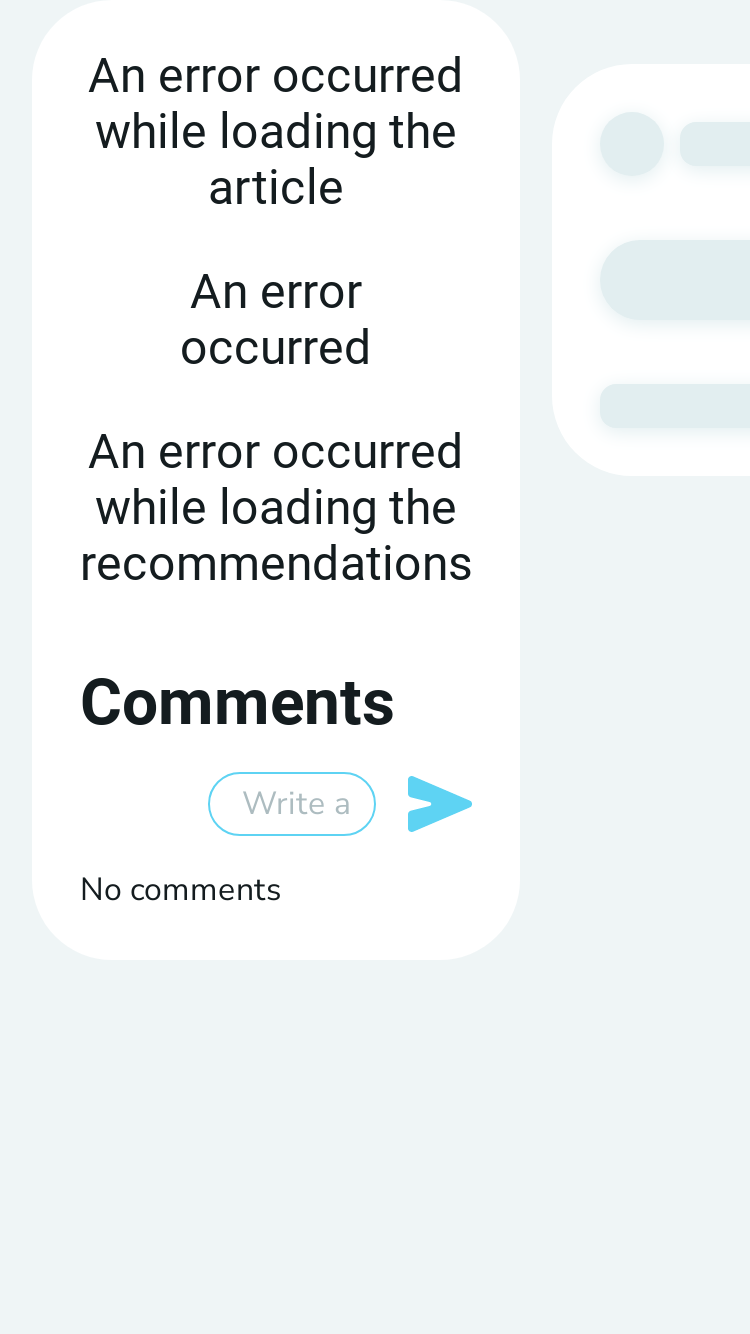 An error occurred
while loading the
article
An error
occurred
An error occurred
while loading the
recommendations
Comments
Write a
No comments